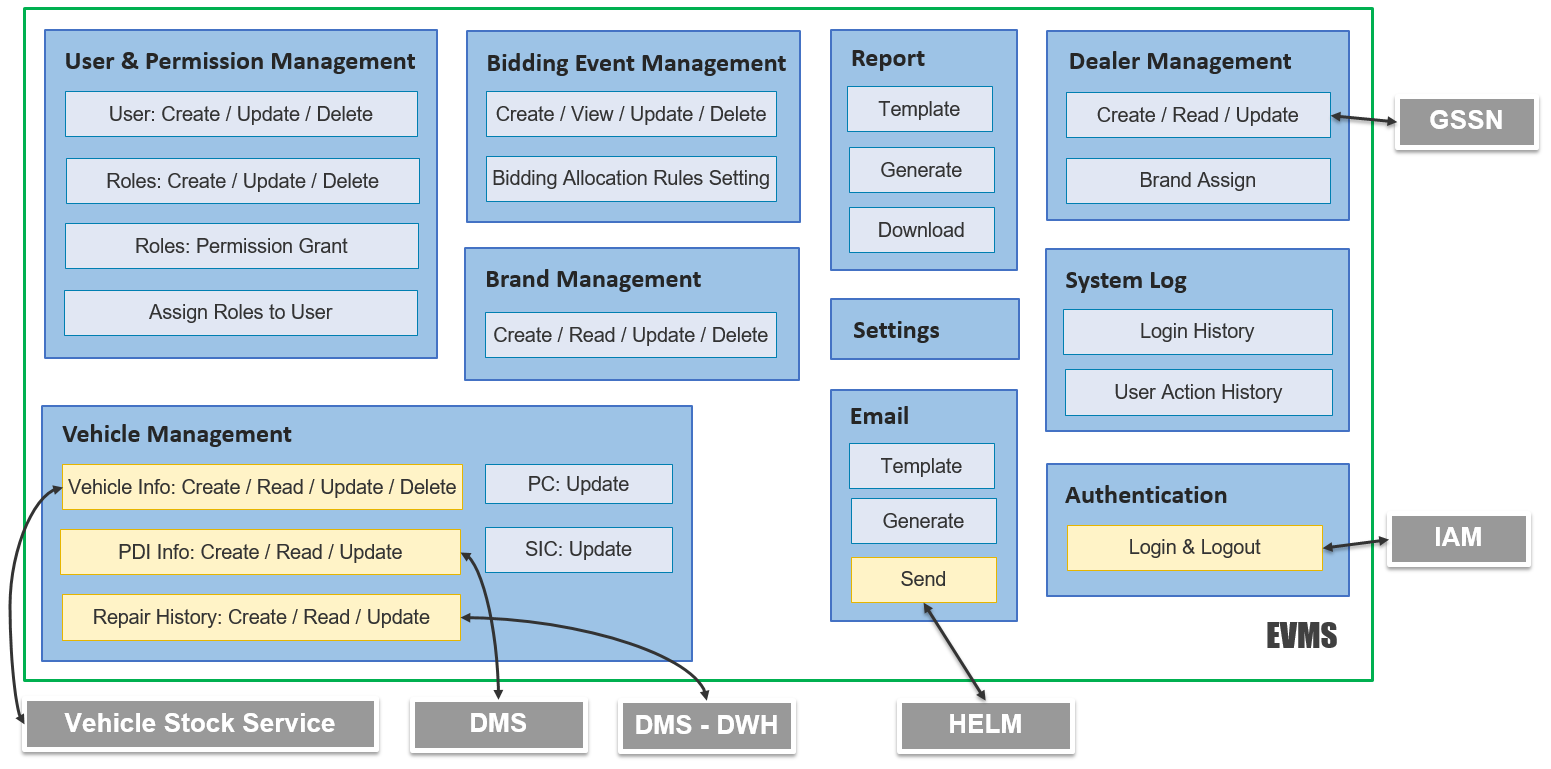 User & Permission Management
User: Create / Update / Delete
Roles: Create / Update / Delete
Roles: Permission Grant
Assign Roles to User
Bidding Event Management
Create / View / Update / Delete
Bidding Allocation Rules Setting
Brand Management
Create / Read / Update / Delete
Report
Template
Generate
Download
Settings
Dealer Management
Create / Read / Update
Brand Assign
GSSN
System Log
Login History
User Action History
Vehicle Management
Vehicle Info: Create / Read / Update / Delete
PDI Info: Create / Read / Update
Repair History: Create / Read / Update
PC: Update
SIC: Update
Email
Template
Generate
Send
Authentication
Login & Logout
IAM
EVMS
Vehicle Stock Service
DMS
DMS - DWH
HELM